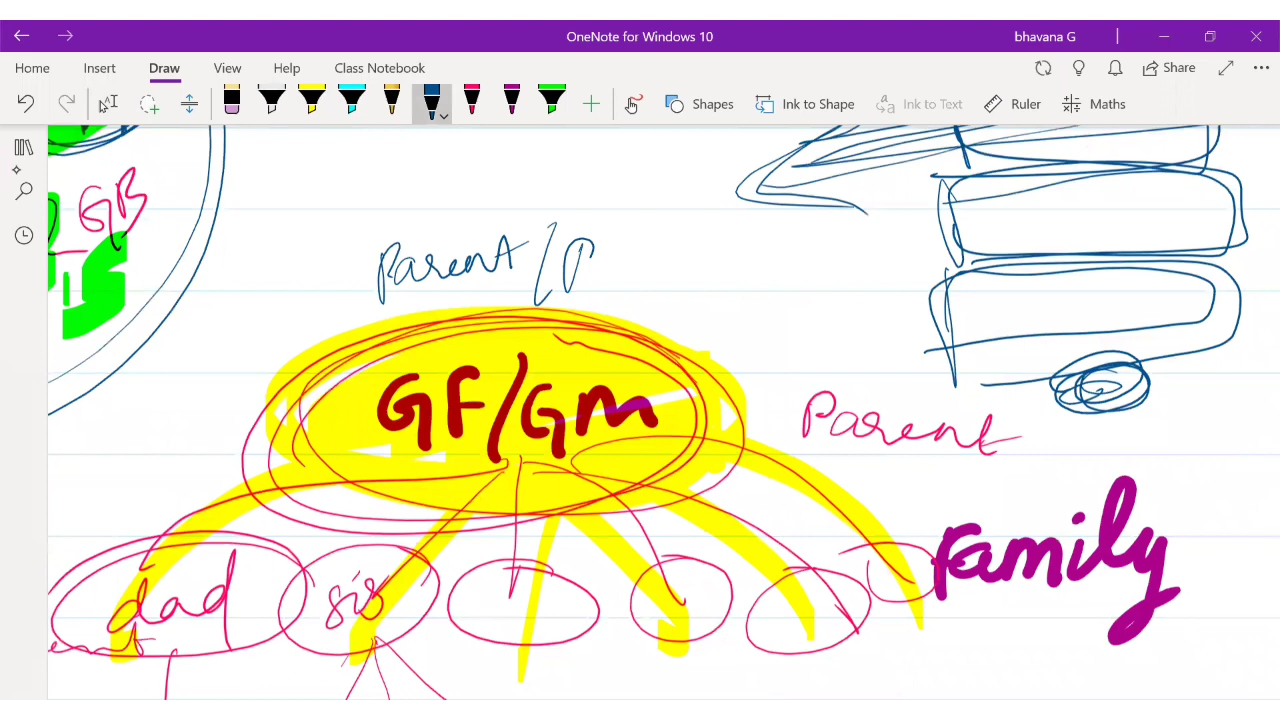 OneNote for Windows 10
bhavana G
Home Insert Draw View Help Class Notebook Share
Shapes Ink to Shape Ink to Text Ruler Maths
GB
Parent /
GF/Gm
Parent
Family
dad
sis